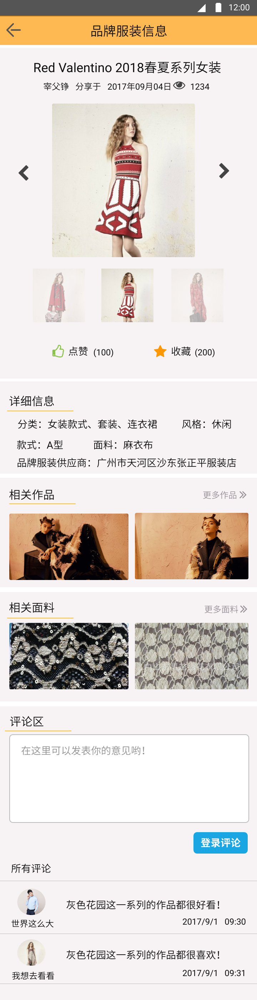 12:00
品牌服装信息
Red Valentino 2018春夏系列女装
宰父铮 分享于 2017年09月04日 1234
点赞 (100) 收藏 (200)
详细信息
分类：女装款式、套装、连衣裙 风格：休闲
款式：A型 面料：麻衣布
品牌服装供应商：广州市天河区沙东张正平服装店
相关作品 更多作品
相关面料 更多面料
评论区
在这里可以发表你的意见哟！
登录评论
所有评论
灰色花园这一系列的作品都很好看！
世界这么大 2017/9/1 09:30
灰色花园这一系列的作品都很喜欢！
我想去看看 2017/9/1 09:31